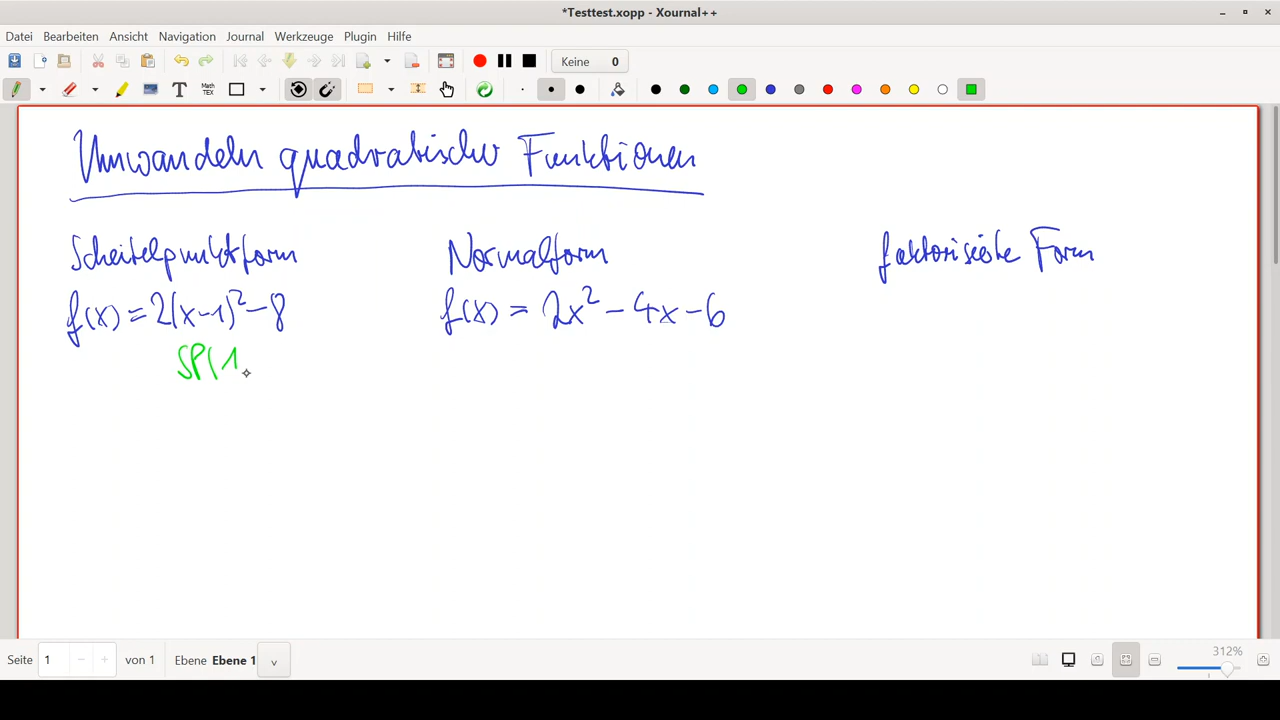 *Testtest.xopp - Xournal++
Datei Bearbeiten Ansicht Navigation Journal Werkzeuge Plugin Hilfe
Keine 0
Umwandeln quadratischer Funktionen
Scheitelpunktform Normalform faktorisierte Form
f(x) = 2(x-1)² - 8 f(x) = 2x² - 4x - 6
SP(1
Seite 1 von 1 Ebene Ebene 1 312%